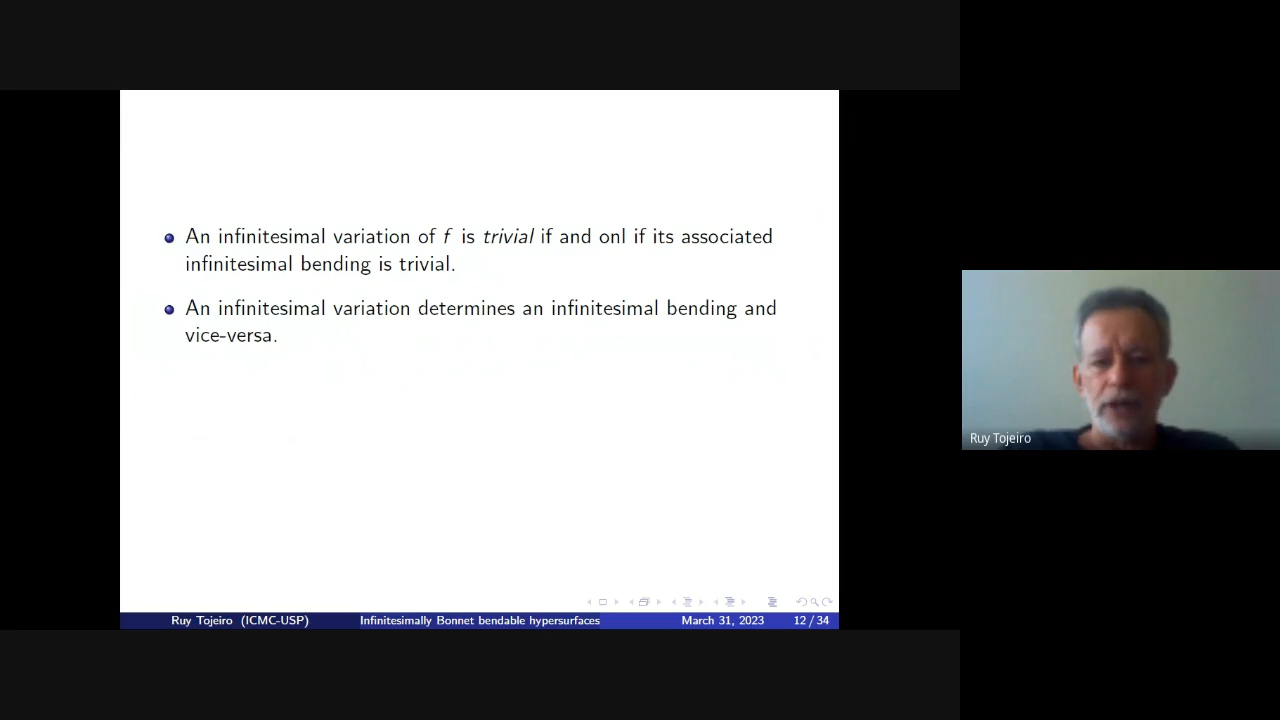 An infinitesimal variation of f is trivial if and onl if its associated
infinitesimal bending is trivial.
An infinitesimal variation determines an infinitesimal bending and
vice-versa.
Ruy Tojeiro
Ruy Tojeiro (ICMC-USP) Infinitesimally Bonnet bendable hypersurfaces March 31, 2023 12 / 34